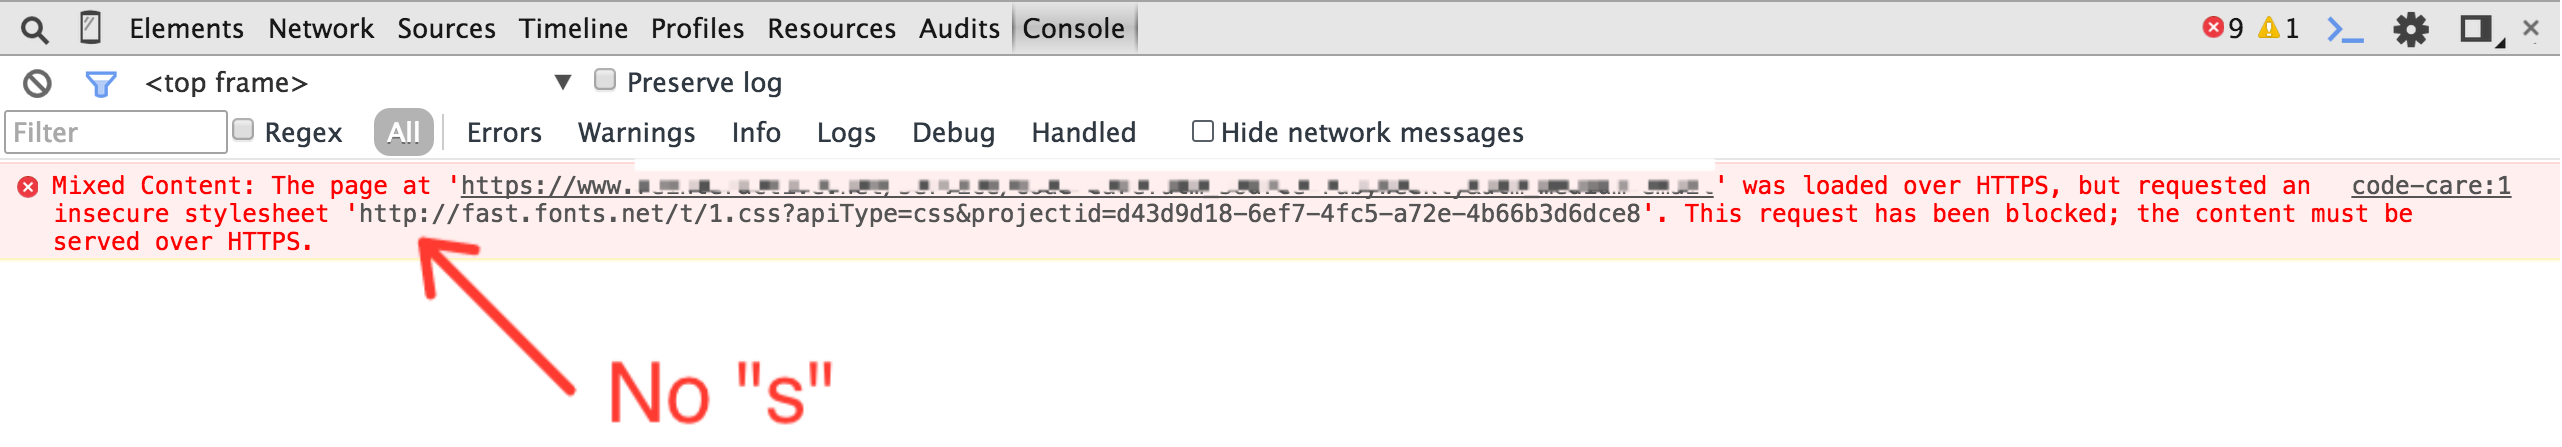 Elements Network Sources Timeline Profiles Resources Audits Console 9 1
<top frame> Preserve log
Filter Regex All Errors Warnings Info Logs Debug Handled Hide network messages
Mixed Content: The page at 'https://www. ' was loaded over HTTPS, but requested an code-care:1
insecure stylesheet 'http://fast.fonts.net/t/1.css?apiType=css&projectid=d43d9d18-6ef7-4fc5-a72e-4b66b3d6dce8'. This request has been blocked; the content must be
served over HTTPS.
No "s"